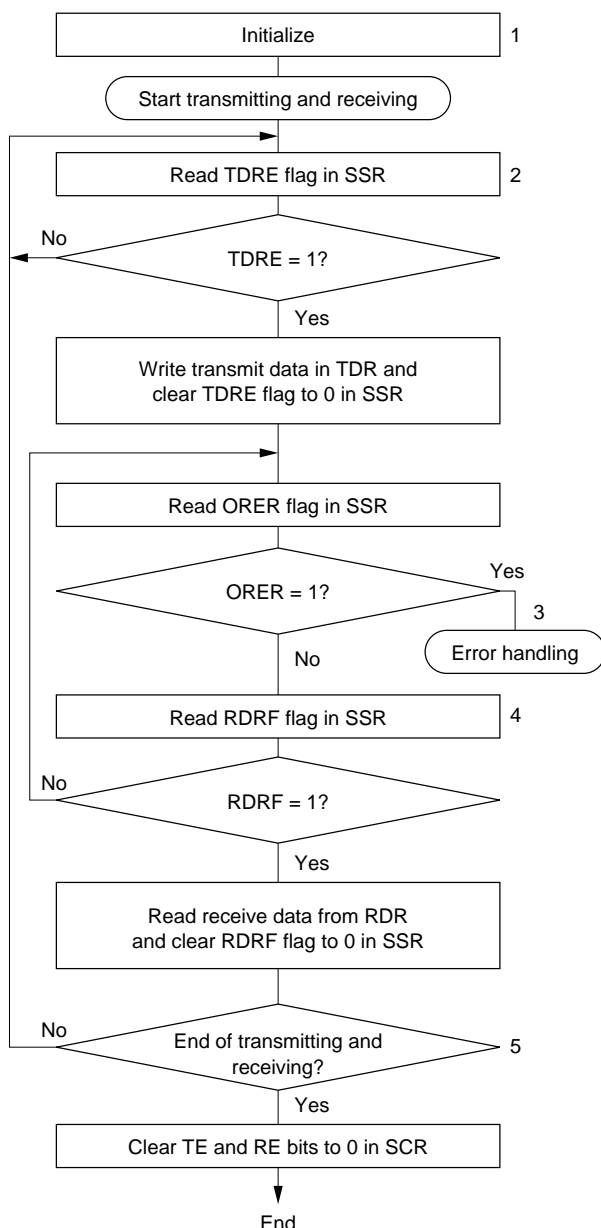 Initialize
1
Start transmitting and receiving
Read TDRE flag in SSR
2
No
TDRE = 1?
Yes
Write transmit data in TDR and
clear TDRE flag to 0 in SSR
Read ORER flag in SSR
Yes
ORER = 1?
3
No
Error handling
Read RDRF flag in SSR
4
No
RDRF = 1?
Yes
Read receive data from RDR
and clear RDRF flag to 0 in SSR
No
End of transmitting and
receiving?
5
Yes
Clear TE and RE bits to 0 in SCR
End